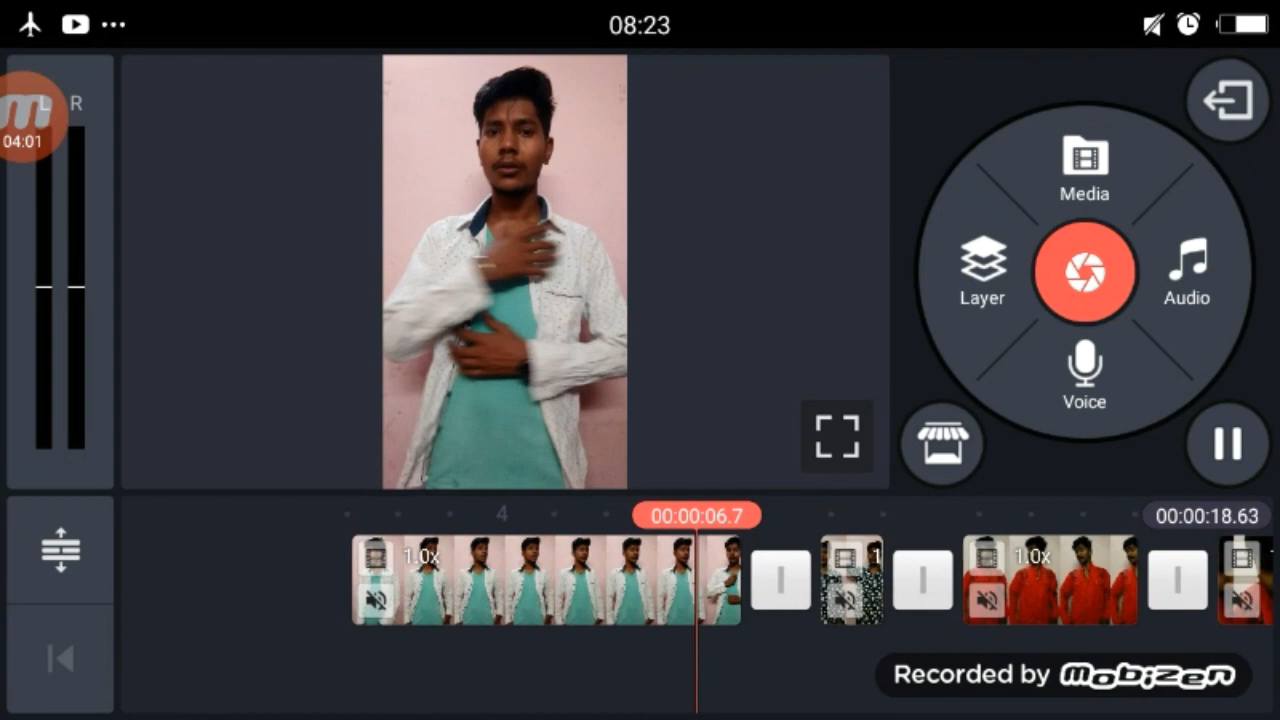 08:23
L R
04:01
Media
Layer
Audio
Voice
4
00:00:06.7
00:00:18.63
1.0x
1
1.0x
Recorded by mobizen